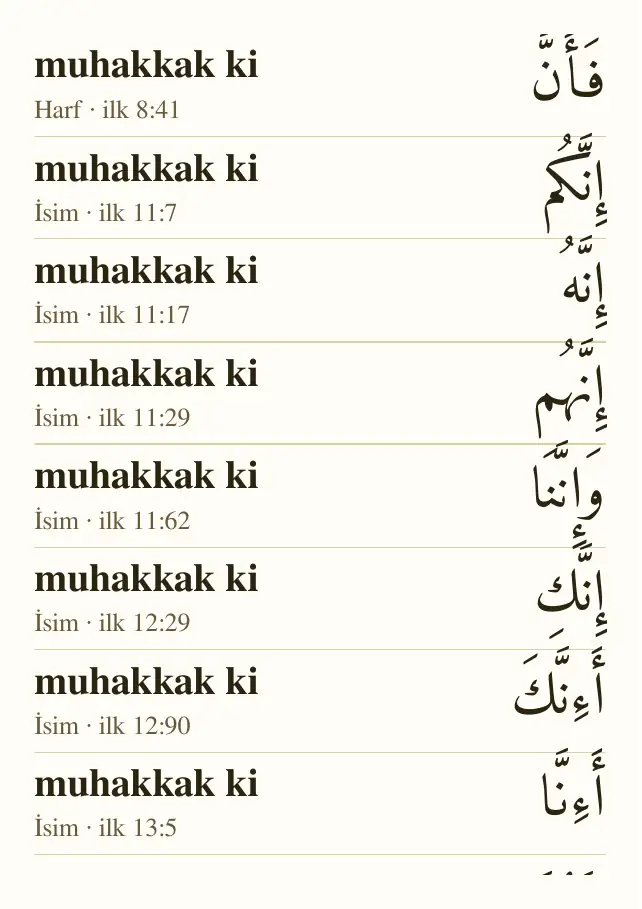 muhakkak ki فَأَنَّ
Harf · ilk 8:41
muhakkak ki إِنَّكُم
İsim · ilk 11:7
muhakkak ki إِنَّهُ
İsim · ilk 11:17
muhakkak ki إِنَّهُم
İsim · ilk 11:29
muhakkak ki وَإِنَّنَا
İsim · ilk 11:62
muhakkak ki إِنَّكِ
İsim · ilk 12:29
muhakkak ki أَءِنَّكَ
İsim · ilk 12:90
muhakkak ki أَءِنَّا
İsim · ilk 13:5